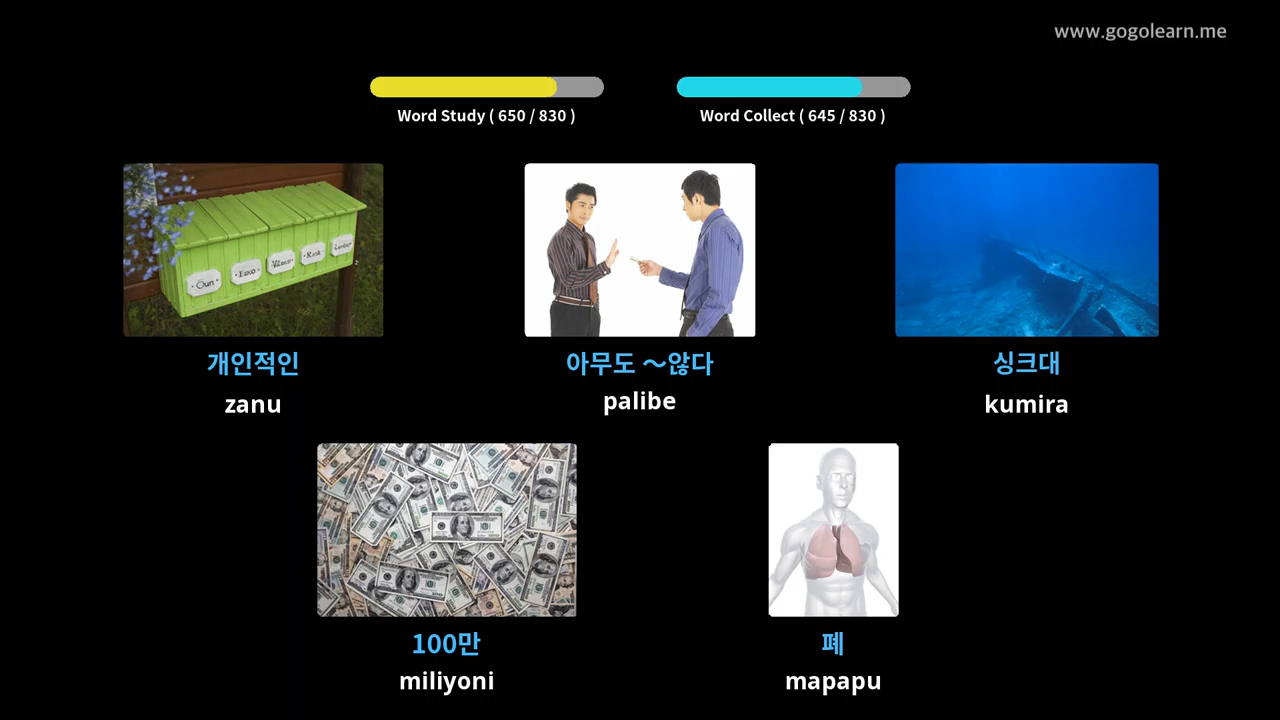 www.gogolearn.me
Word Study ( 650 / 830 )
Word Collect ( 645 / 830 )
개인적인
zanu
아무도 ～않다
palibe
싱크대
kumira
100만
miliyoni
폐
mapapu